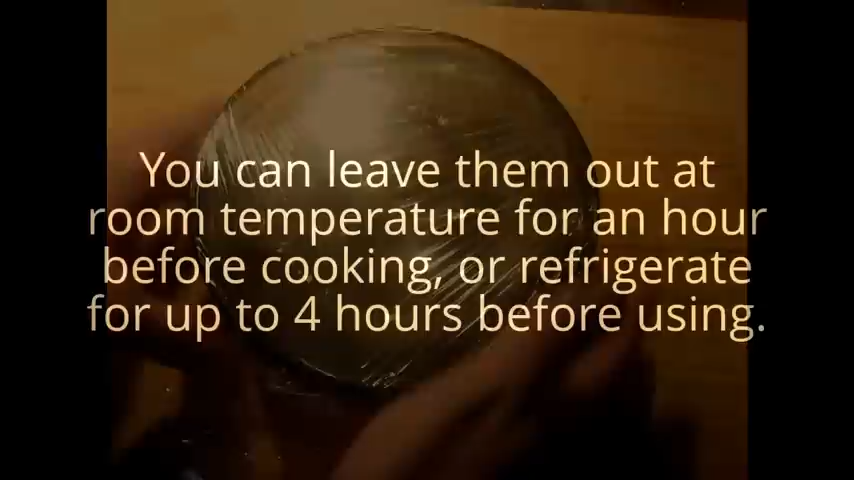 You can leave them out at
room temperature for an hour
before cooking, or refrigerate
for up to 4 hours before using.